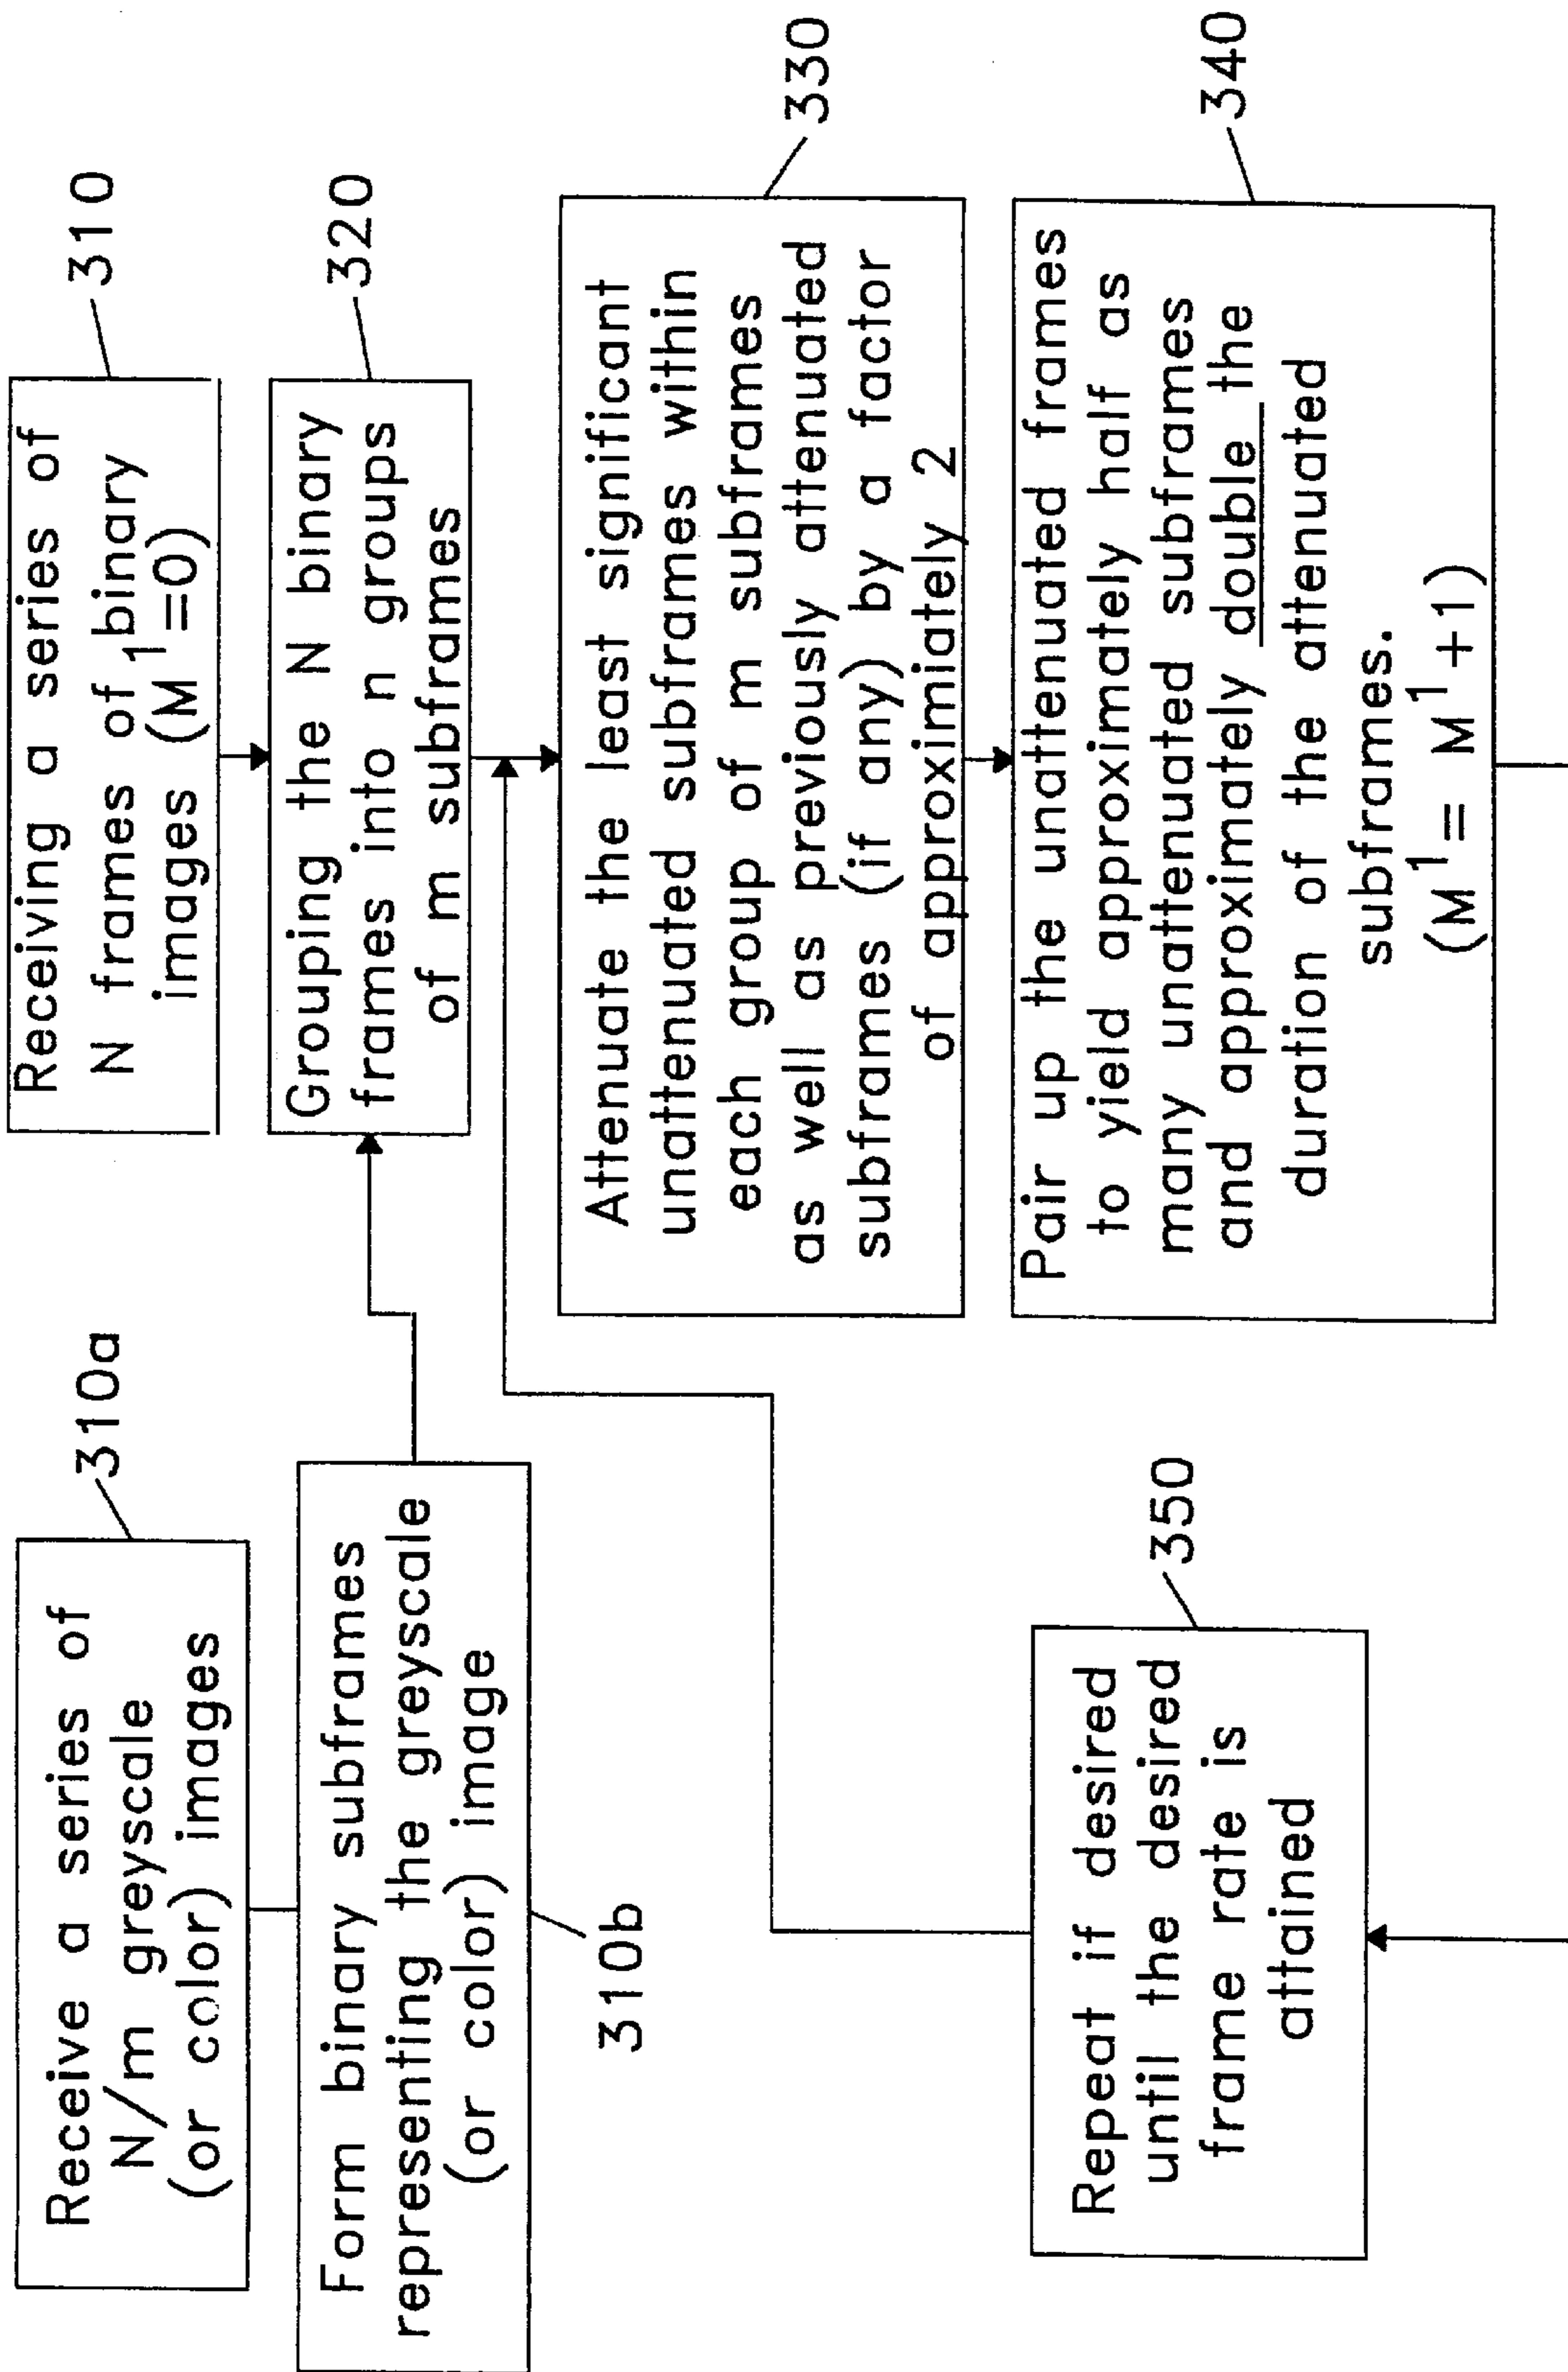 310a
Receive a series of
N/m greyscale
(or color) images
Form binary subframes
representing the greyscale
(or color) image
310b
310
Receiving a series of
N frames of binary
images (M¹=0)
320
Grouping the N binary
frames into n groups
of m subframes
330
Attenuate the least significant
unattenuated subframes within
each group of m subframes
as well as previously attenuated
subframes (if any) by a factor
of approximiately 2
340
Pair up the unattenuated frames
to yield approximately half as
many unattenuated subframes
and approximately double the
duration of the attenuated
subframes.
(M¹= M¹+1)
350
Repeat if desired
until the desired
frame rate is
attained